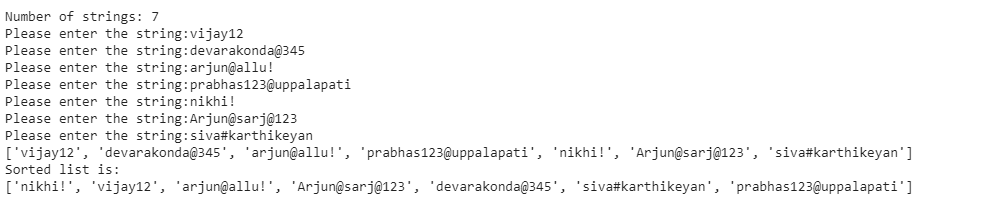 Number of strings: 7
Please enter the string:vijay12
Please enter the string:devarakonda@345
Please enter the string:arjun@allu!
Please enter the string:prabhas123@uppalapati
Please enter the string:nikhi!
Please enter the string:Arjun@sarj@123
Please enter the string:siva#karthikeyan
['vijay12', 'devarakonda@345', 'arjun@allu!', 'prabhas123@uppalapati', 'nikhi!', 'Arjun@sarj@123', 'siva#karthikeyan']
Sorted list is:
['nikhi!', 'vijay12', 'arjun@allu!', 'Arjun@sarj@123', 'devarakonda@345', 'siva#karthikeyan', 'prabhas123@uppalapati']